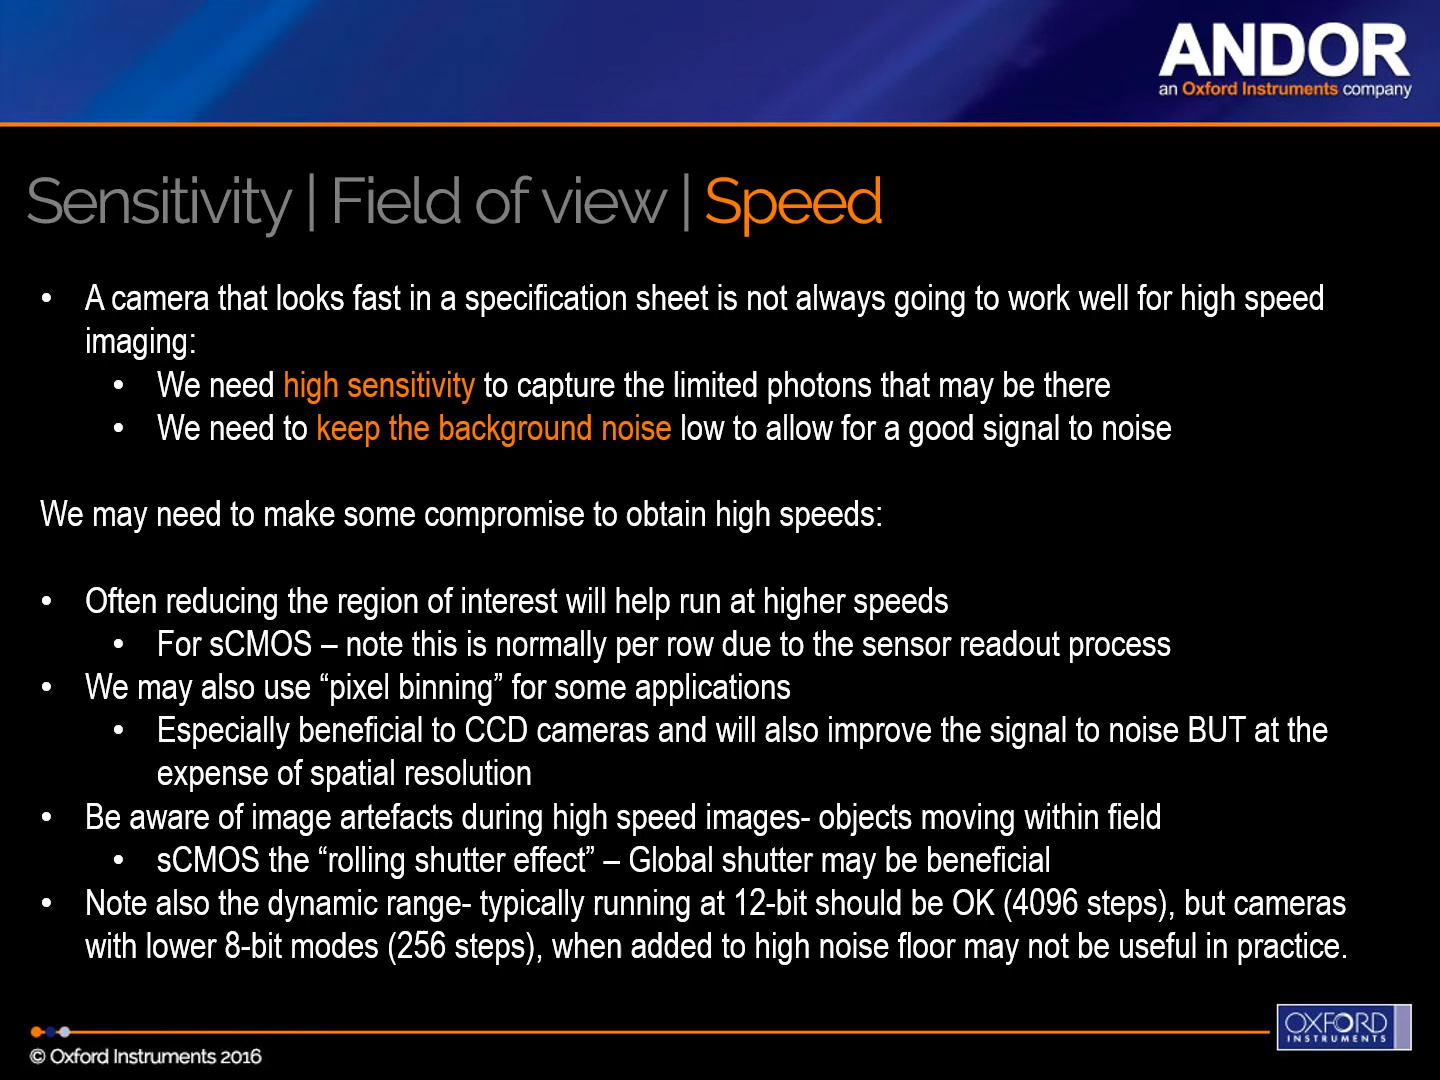 ANDOR
an Oxford Instruments company
Sensitivity | Field of view | Speed
• A camera that looks fast in a specification sheet is not always going to work well for high speed
imaging:
• We need high sensitivity to capture the limited photons that may be there
• We need to keep the background noise low to allow for a good signal to noise
We may need to make some compromise to obtain high speeds:
• Often reducing the region of interest will help run at higher speeds
• For sCMOS – note this is normally per row due to the sensor readout process
• We may also use “pixel binning” for some applications
• Especially beneficial to CCD cameras and will also improve the signal to noise BUT at the
expense of spatial resolution
• Be aware of image artefacts during high speed images- objects moving within field
• sCMOS the “rolling shutter effect” – Global shutter may be beneficial
• Note also the dynamic range- typically running at 12-bit should be OK (4096 steps), but cameras
with lower 8-bit modes (256 steps), when added to high noise floor may not be useful in practice.
OXFORD
INSTRUMENTS
© Oxford Instruments 2016